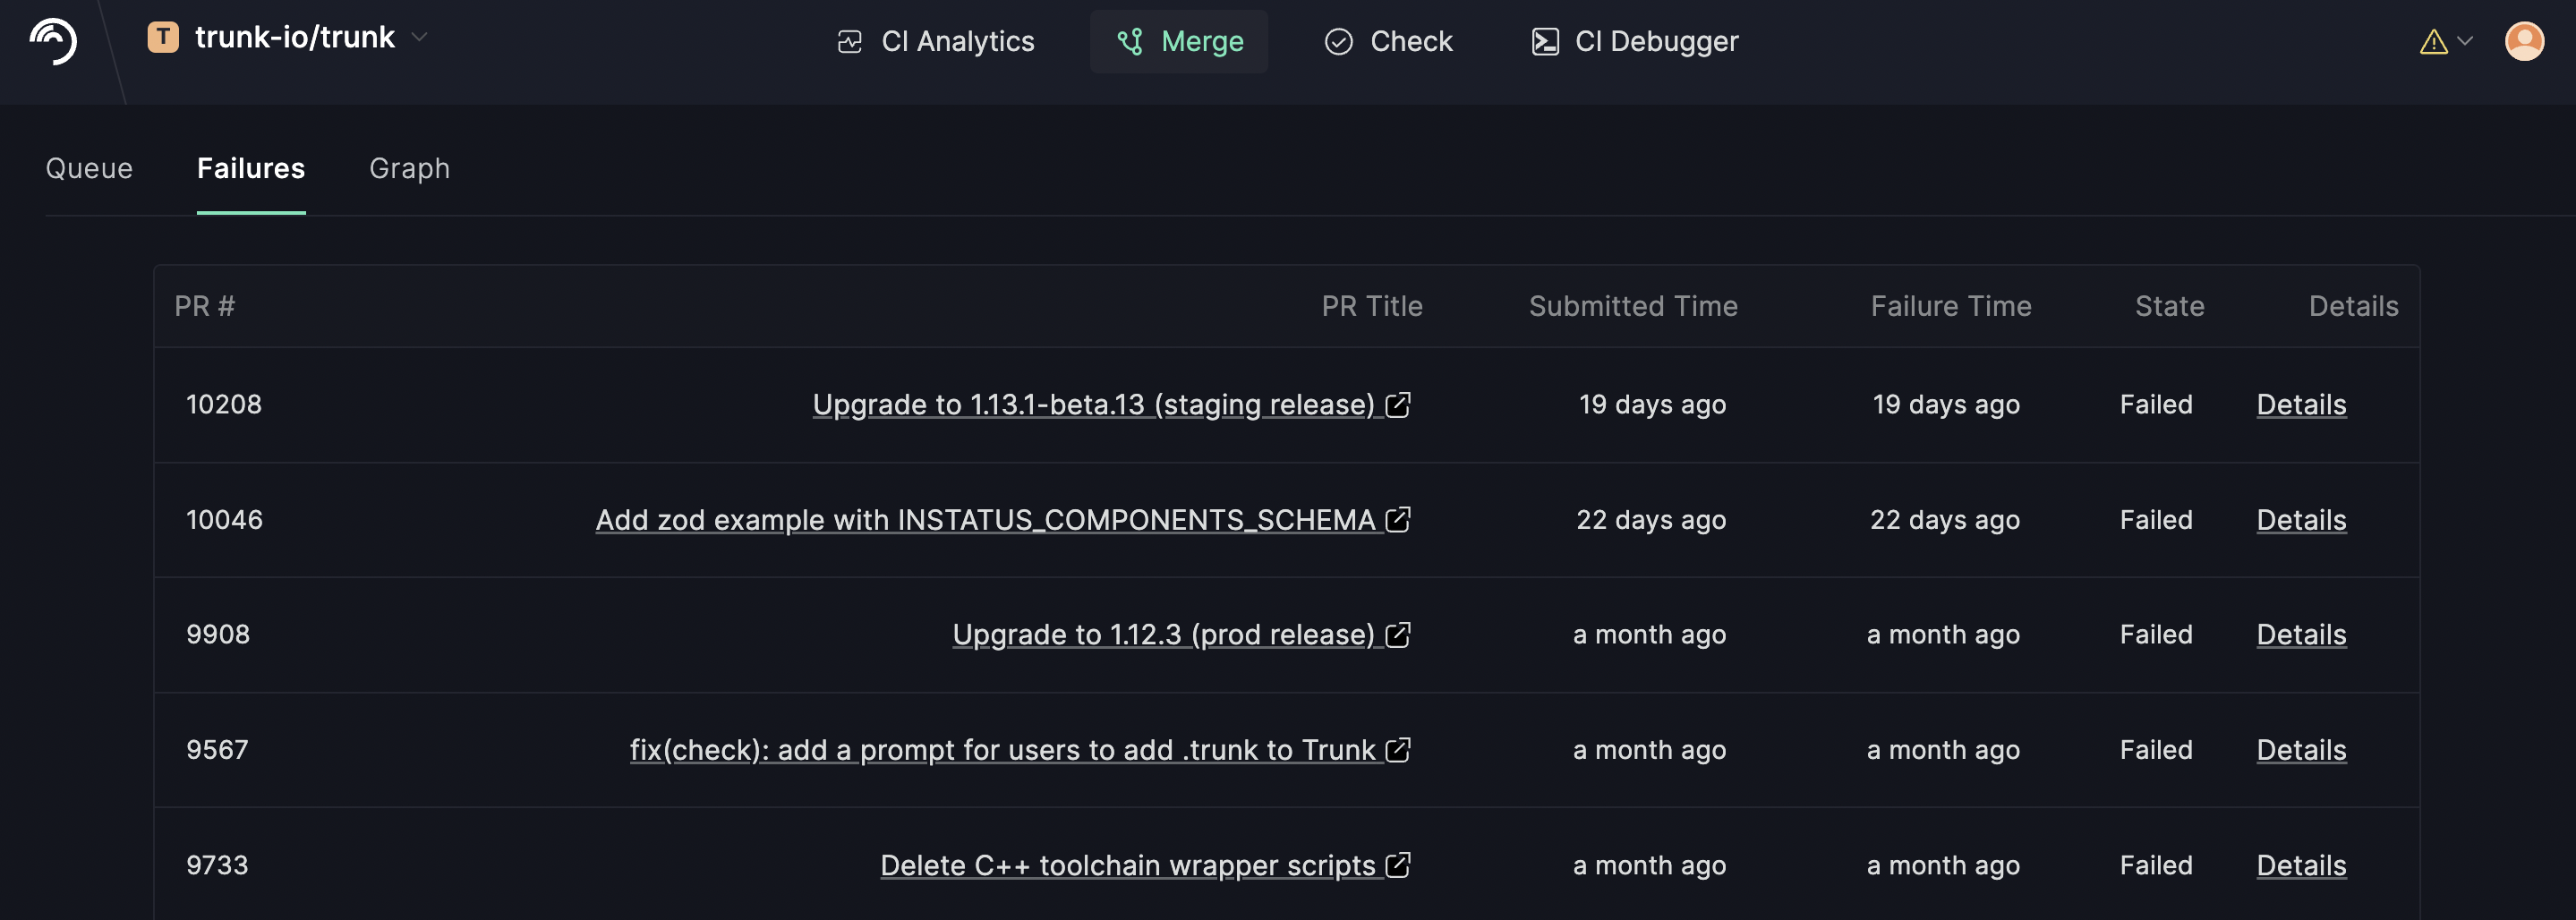 T trunk-io/trunk
CI Analytics Merge Check CI Debugger
Queue Failures Graph
PR # PR Title Submitted Time Failure Time State Details
10208 Upgrade to 1.13.1-beta.13 (staging release) 19 days ago 19 days ago Failed Details
10046 Add zod example with INSTATUS_COMPONENTS_SCHEMA 22 days ago 22 days ago Failed Details
9908 Upgrade to 1.12.3 (prod release) a month ago a month ago Failed Details
9567 fix(check): add a prompt for users to add .trunk to Trunk a month ago a month ago Failed Details
9733 Delete C++ toolchain wrapper scripts a month ago a month ago Failed Details